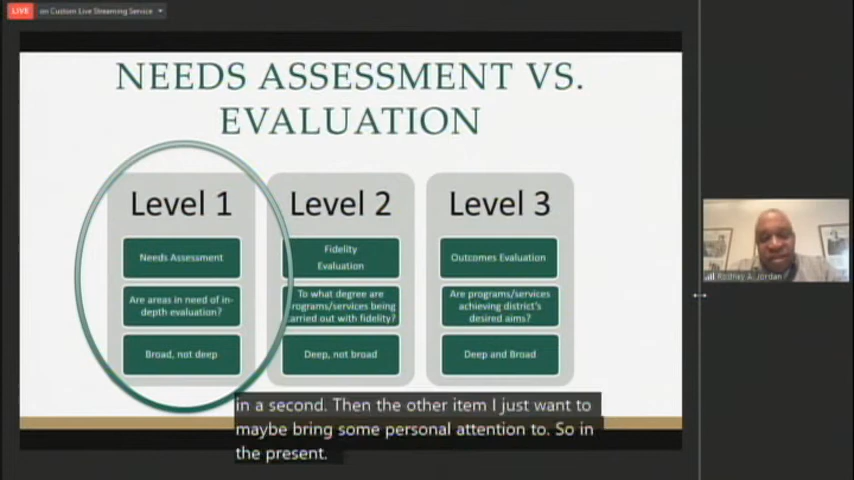 LIVE on Custom Live Streaming Service
NEEDS ASSESSMENT VS.
EVALUATION
Level 1
Needs Assessment
Are areas in need of in-
depth evaluation?
Broad, not deep
Level 2
Fidelity
Evaluation
To what degree are
rograms/services being
arried out with fidelity?
Deep, not broad
Level 3
Outcomes Evaluation
Are programs/services
achieving district's
desired aims?
Deep and Broad
Rodney A. Jordan
in a second. Then the other item I just want to
maybe bring some personal attention to. So in
the present.